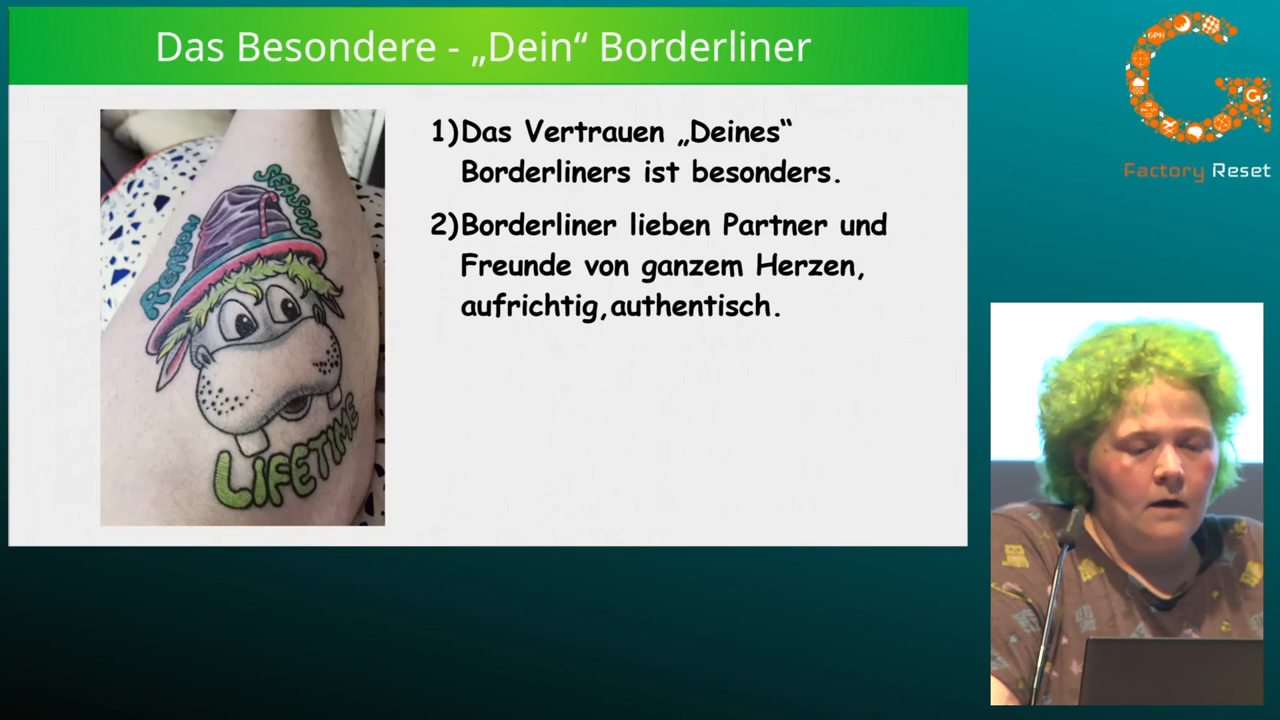 Das Besondere - „Dein“ Borderliner
1) Das Vertrauen „Deines“
Borderliners ist besonders.
2) Borderliner lieben Partner und
Freunde von ganzem Herzen,
aufrichtig, authentisch.
REASON
SEASON
LIFETIME
GPN
G
Factory Reset